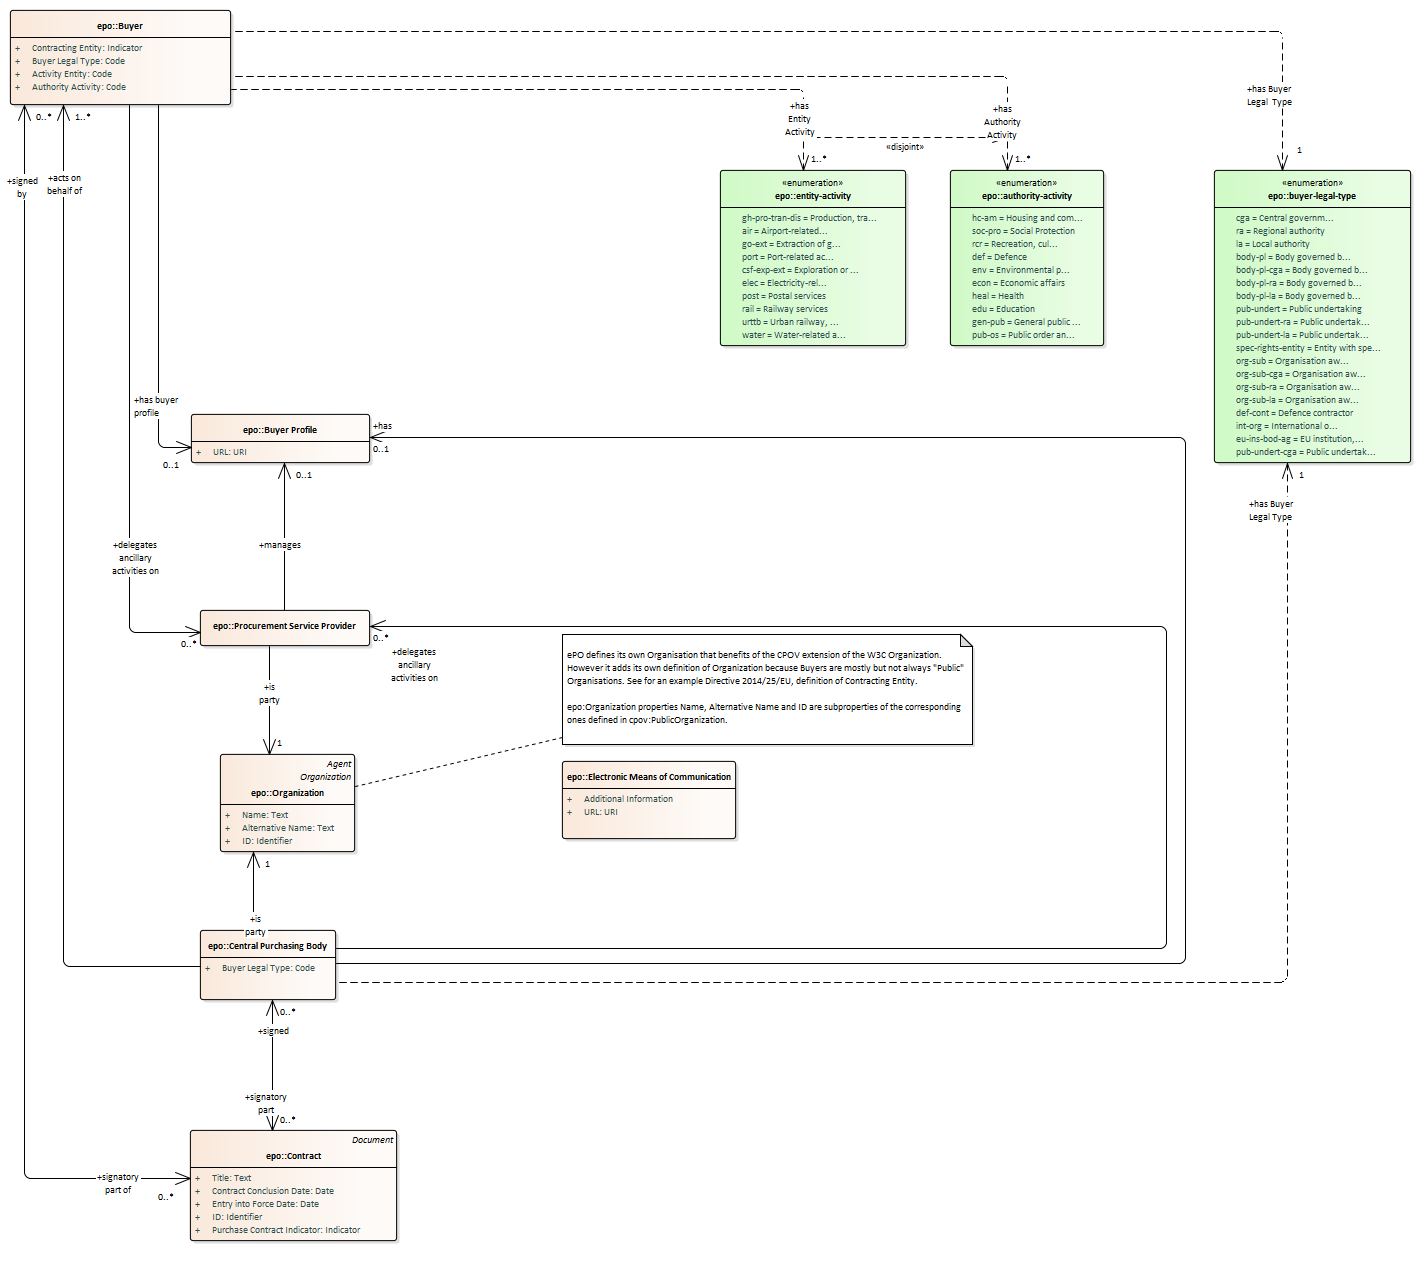 epo::Buyer
+ Contracting Entity: Indicator
+ Buyer Legal Type: Code
+ Activity Entity: Code
+ Authority Activity: Code
0..*
1..*
+signed
by
+acts on
behalf of
+has
Entity
Activity
1..*
«disjoint»
+has
Authority
Activity
1..*
+has Buyer
Legal Type
1
«enumeration»
epo::entity-activity
gh-pro-tran-dis = Production, tra...
air = Airport-related...
go-ext = Extraction of g...
port = Port-related ac...
csf-exp-ext = Exploration or ...
elec = Electricity-rel...
post = Postal services
rail = Railway services
urttb = Urban railway, ...
water = Water-related a...
«enumeration»
epo::authority-activity
hc-am = Housing and com...
soc-pro = Social Protection
rcr = Recreation, cul...
def = Defence
env = Environmental p...
econ = Economic affairs
heal = Health
edu = Education
gen-pub = General public ...
pub-os = Public order an...
«enumeration»
epo::buyer-legal-type
cga = Central governm...
ra = Regional authority
la = Local authority
body-pl = Body governed b...
body-pl-cga = Body governed b...
body-pl-ra = Body governed b...
body-pl-la = Body governed b...
pub-undert = Public undertaking
pub-undert-ra = Public undertak...
pub-undert-la = Public undertak...
spec-rights-entity = Entity with spe...
org-sub = Organisation aw...
org-sub-cga = Organisation aw...
org-sub-ra = Organisation aw...
org-sub-la = Organisation aw...
def-cont = Defence contractor
int-org = International o...
eu-ins-bod-ag = EU institution,...
pub-undert-cga = Public undertak...
1
+has Buyer
Legal Type
+has buyer
profile
0..1
epo::Buyer Profile
+ URL: URI
+has
0..1
0..1
+manages
+delegates
ancillary
activities on
0..*
epo::Procurement Service Provider
0..*
+delegates
ancillary
activities on
ePO defines its own Organisation that benefits of the CPOV extension of the W3C Organization.
However it adds its own definition of Organization because Buyers are mostly but not always "Public"
Organisations. See for an example Directive 2014/25/EU, definition of Contracting Entity.
epo:Organization properties Name, Alternative Name and ID are subproperties of the corresponding
ones defined in cpov:PublicOrganization.
+is
party
1
Agent
Organization
epo::Organization
+ Name: Text
+ Alternative Name: Text
+ ID: Identifier
epo::Electronic Means of Communication
+ Additional Information
+ URL: URI
1
+is
party
epo::Central Purchasing Body
+ Buyer Legal Type: Code
0..*
+signed
+signatory
part
0..*
+signatory
part of
0..*
Document
epo::Contract
+ Title: Text
+ Contract Conclusion Date: Date
+ Entry into Force Date: Date
+ ID: Identifier
+ Purchase Contract Indicator: Indicator